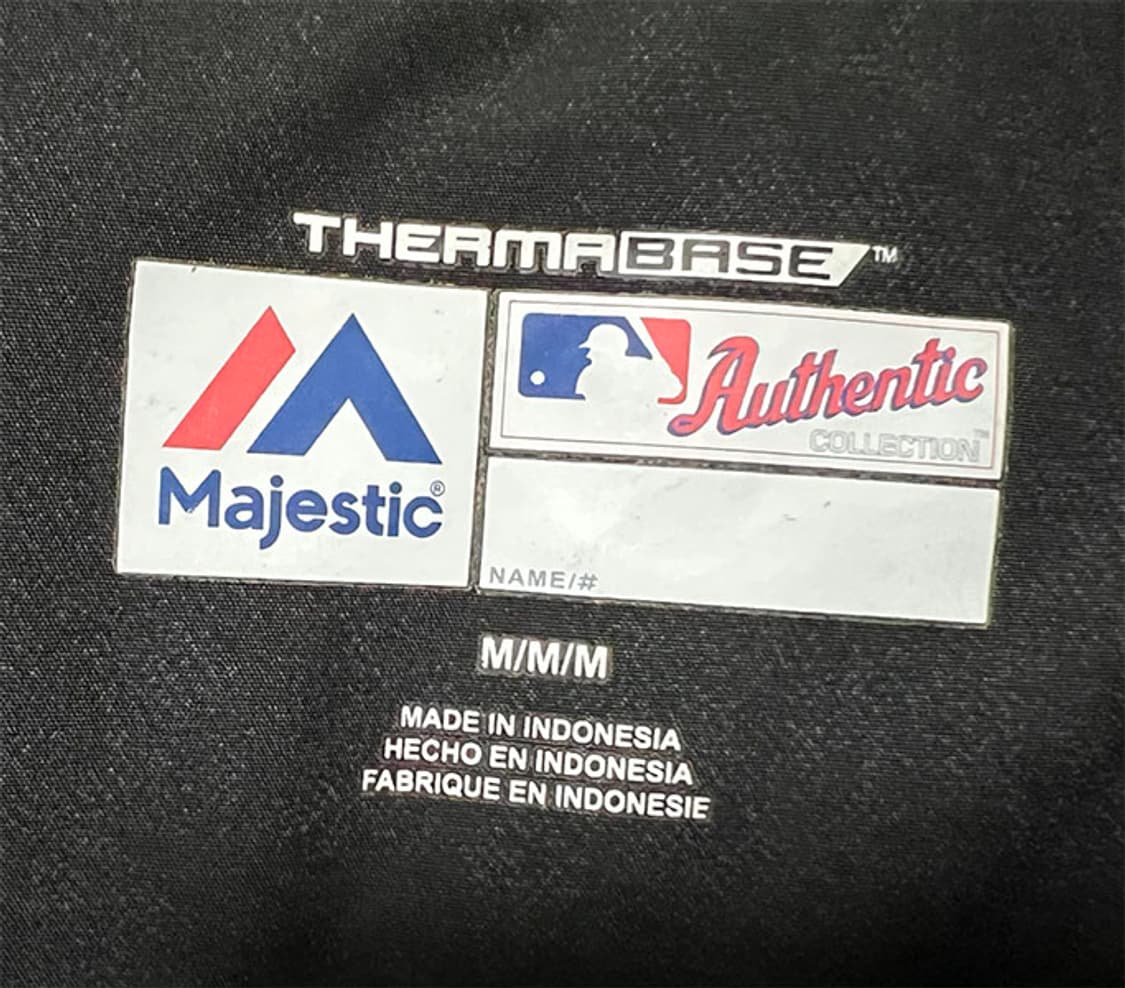 THERMABASE™
Majestic®
Authentic
COLLECTION™
NAME/#
M/M/M
MADE IN INDONESIA
HECHO EN INDONESIA
FABRIQUE EN INDONESIE